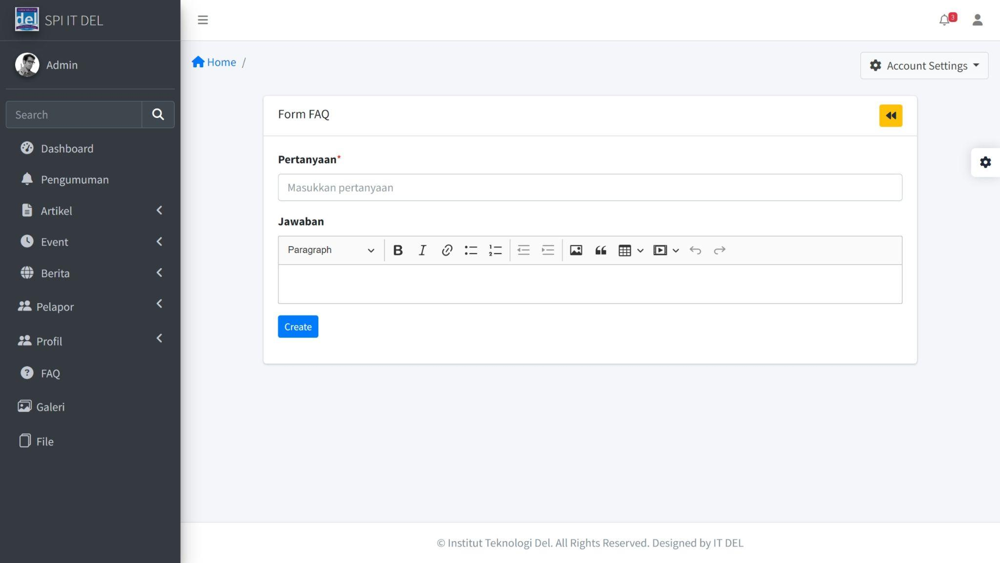 del SPI IT DEL
3
Admin
Home /
Account Settings
Search
Dashboard
Pengumuman
Artikel
Event
Berita
Pelapor
Profil
FAQ
Galeri
File
Form FAQ
Pertanyaan*
Masukkan pertanyaan
Jawaban
Paragraph
Create
© Institut Teknologi Del. All Rights Reserved. Designed by IT DEL